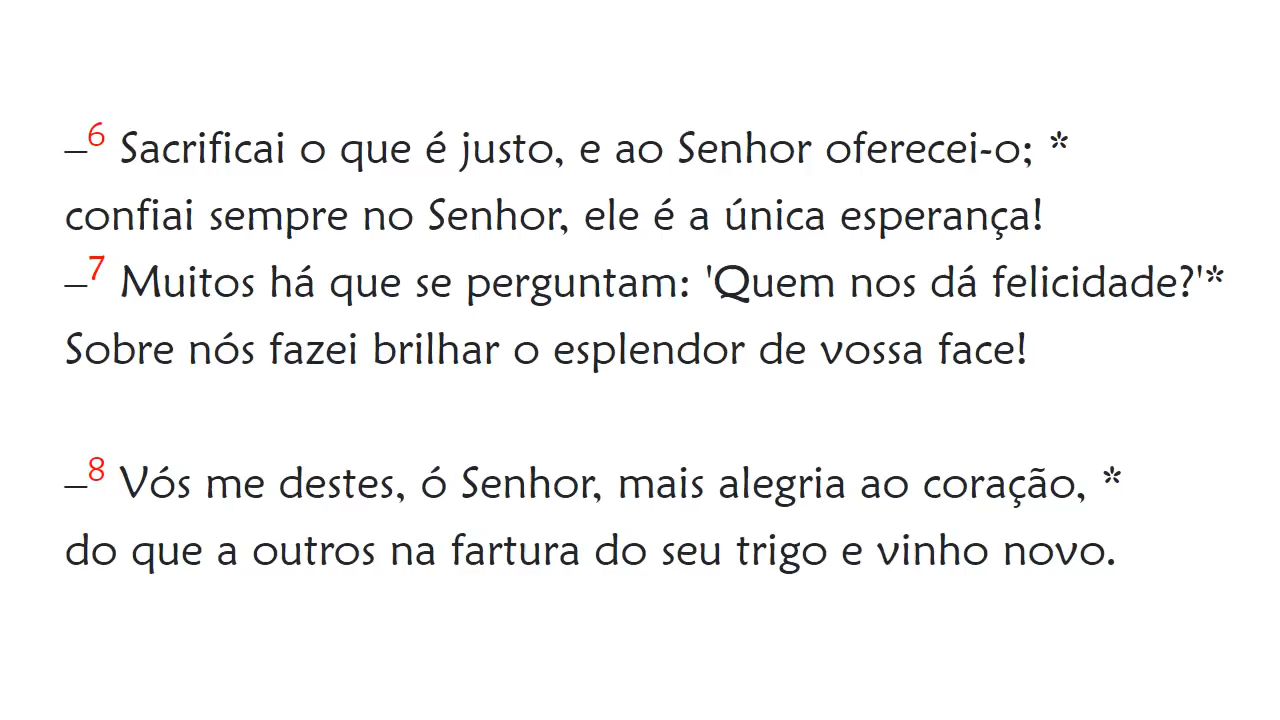 –6 Sacrificai o que é justo, e ao Senhor oferecei-o; *
confiai sempre no Senhor, ele é a única esperança!
–7 Muitos há que se perguntam: 'Quem nos dá felicidade?'*
Sobre nós fazei brilhar o esplendor de vossa face!
–8 Vós me destes, ó Senhor, mais alegria ao coração, *
do que a outros na fartura do seu trigo e vinho novo.